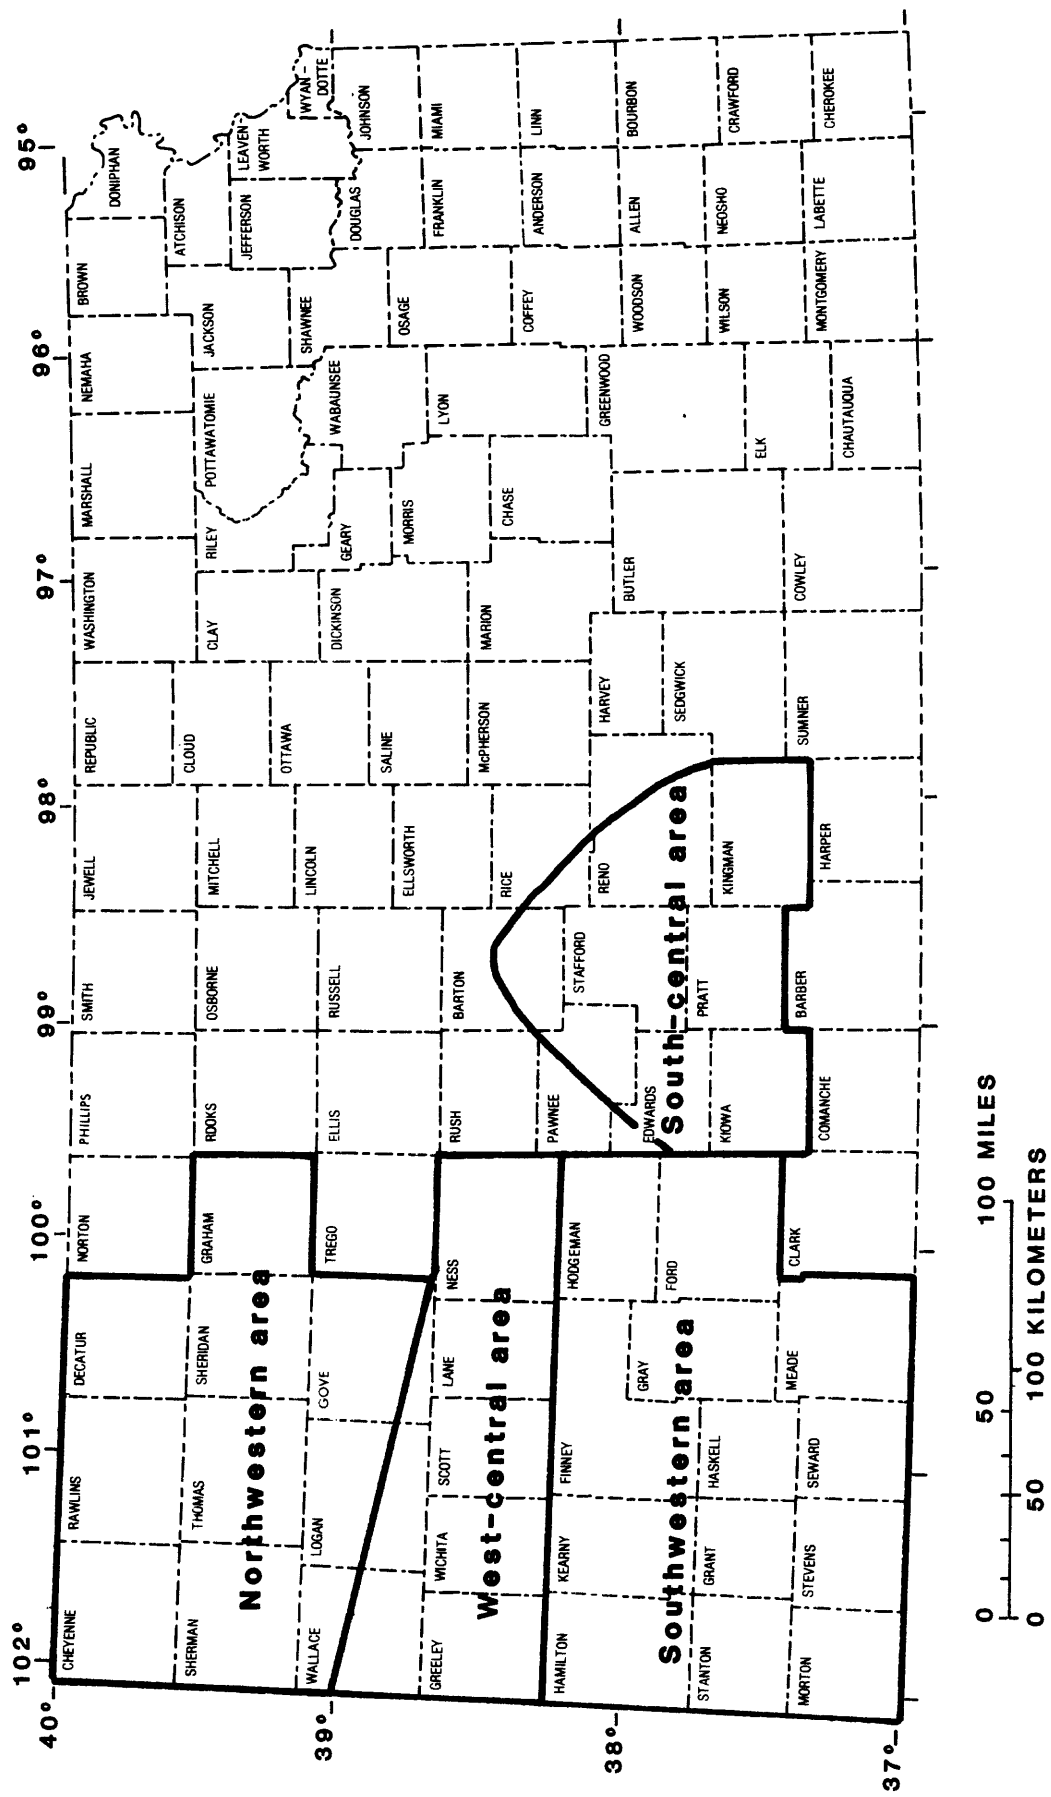 102° 101° 100° 99° 98° 97° 96° 95°
40°
39°
38°
37°
CHEYENNE
RAWLINS
DECATUR
NORTON
PHILLIPS
SMITH
JEWELL
REPUBLIC
WASHINGTON
MARSHALL
NEMAHA
BROWN
DONIPHAN
SHERMAN
THOMAS
SHERIDAN
GRAHAM
ROOKS
OSBORNE
MITCHELL
CLOUD
CLAY
RILEY
POTTAWATOMIE
JACKSON
ATCHISON
JEFFERSON
LEAVEN
WORTH
WYAN-
DOTTE
Northwestern area
WALLACE
LOGAN
GOVE
TREGO
ELLIS
RUSSELL
LINCOLN
OTTAWA
DICKINSON
GEARY
WABAUNSEE
SHAWNEE
DOUGLAS
JOHNSON
GREELEY
WICHITA
SCOTT
LANE
NESS
RUSH
BARTON
ELLSWORTH
SALINE
MORRIS
LYON
OSAGE
FRANKLIN
MIAMI
West-central area
HAMILTON
KEARNY
FINNEY
HODGEMAN
PAWNEE
STAFFORD
RICE
McPHERSON
MARION
CHASE
COFFEY
ANDERSON
LINN
GRAY
FORD
EDWARDS
RENO
HARVEY
BUTLER
GREENWOOD
WOODSON
ALLEN
BOURBON
Southwestern area
South-central area
STANTON
GRANT
HASKELL
KIOWA
PRATT
KINGMAN
SEDGWICK
ELK
WILSON
NEOSHO
CRAWFORD
MORTON
STEVENS
SEWARD
MEADE
CLARK
COMANCHE
BARBER
HARPER
SUMNER
COWLEY
CHAUTAUQUA
MONTGOMERY
LABETTE
CHEROKEE
0 50 100 MILES
0 50 100 KILOMETERS